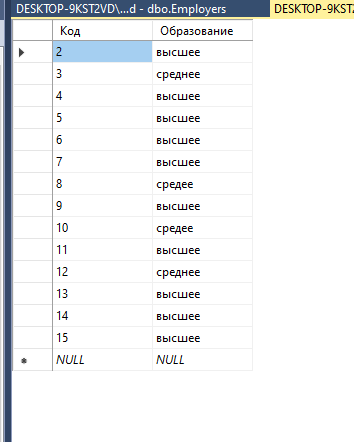 DESKTOP-9KST2VD\...d - dbo.Employers DESKTOP-9KST2
Код Образование
2 высшее
3 среднее
4 высшее
5 высшее
6 высшее
7 высшее
8 средее
9 высшее
10 средее
11 высшее
12 среднее
13 высшее
14 высшее
15 высшее
NULL NULL